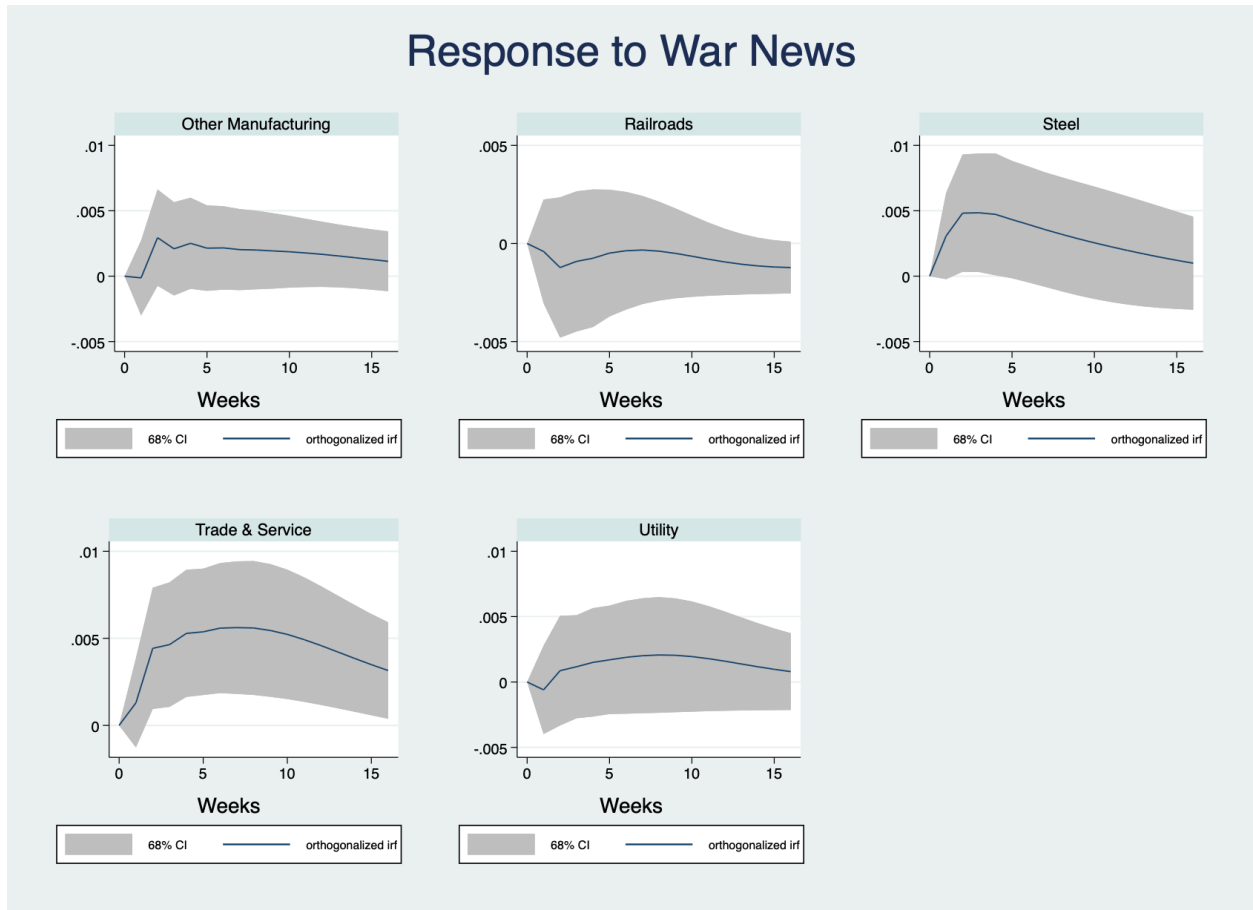 Response to War News
Other Manufacturing
.01
.005
0
-.005
0 5 10 15
Weeks
68% CI orthogonalized irf
Railroads
.005
0
-.005
0 5 10 15
Weeks
68% CI orthogonalized irf
Steel
.01
.005
0
-.005
0 5 10 15
Weeks
68% CI orthogonalized irf
Trade & Service
.01
.005
0
0 5 10 15
Weeks
68% CI orthogonalized irf
Utility
.01
.005
0
-.005
0 5 10 15
Weeks
68% CI orthogonalized irf